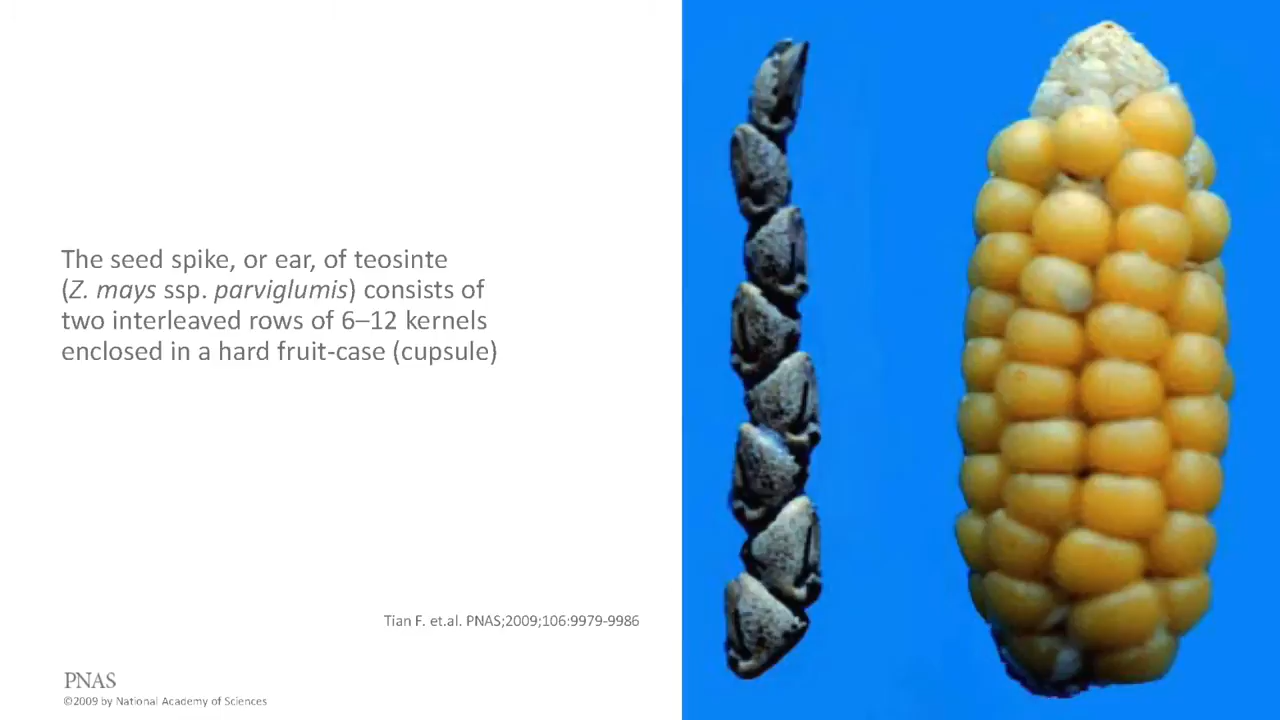 The seed spike, or ear, of teosinte
(Z. mays ssp. parviglumis) consists of
two interleaved rows of 6–12 kernels
enclosed in a hard fruit-case (cupsule)
Tian F. et.al. PNAS;2009;106:9979-9986
PNAS
©2009 by National Academy of Sciences